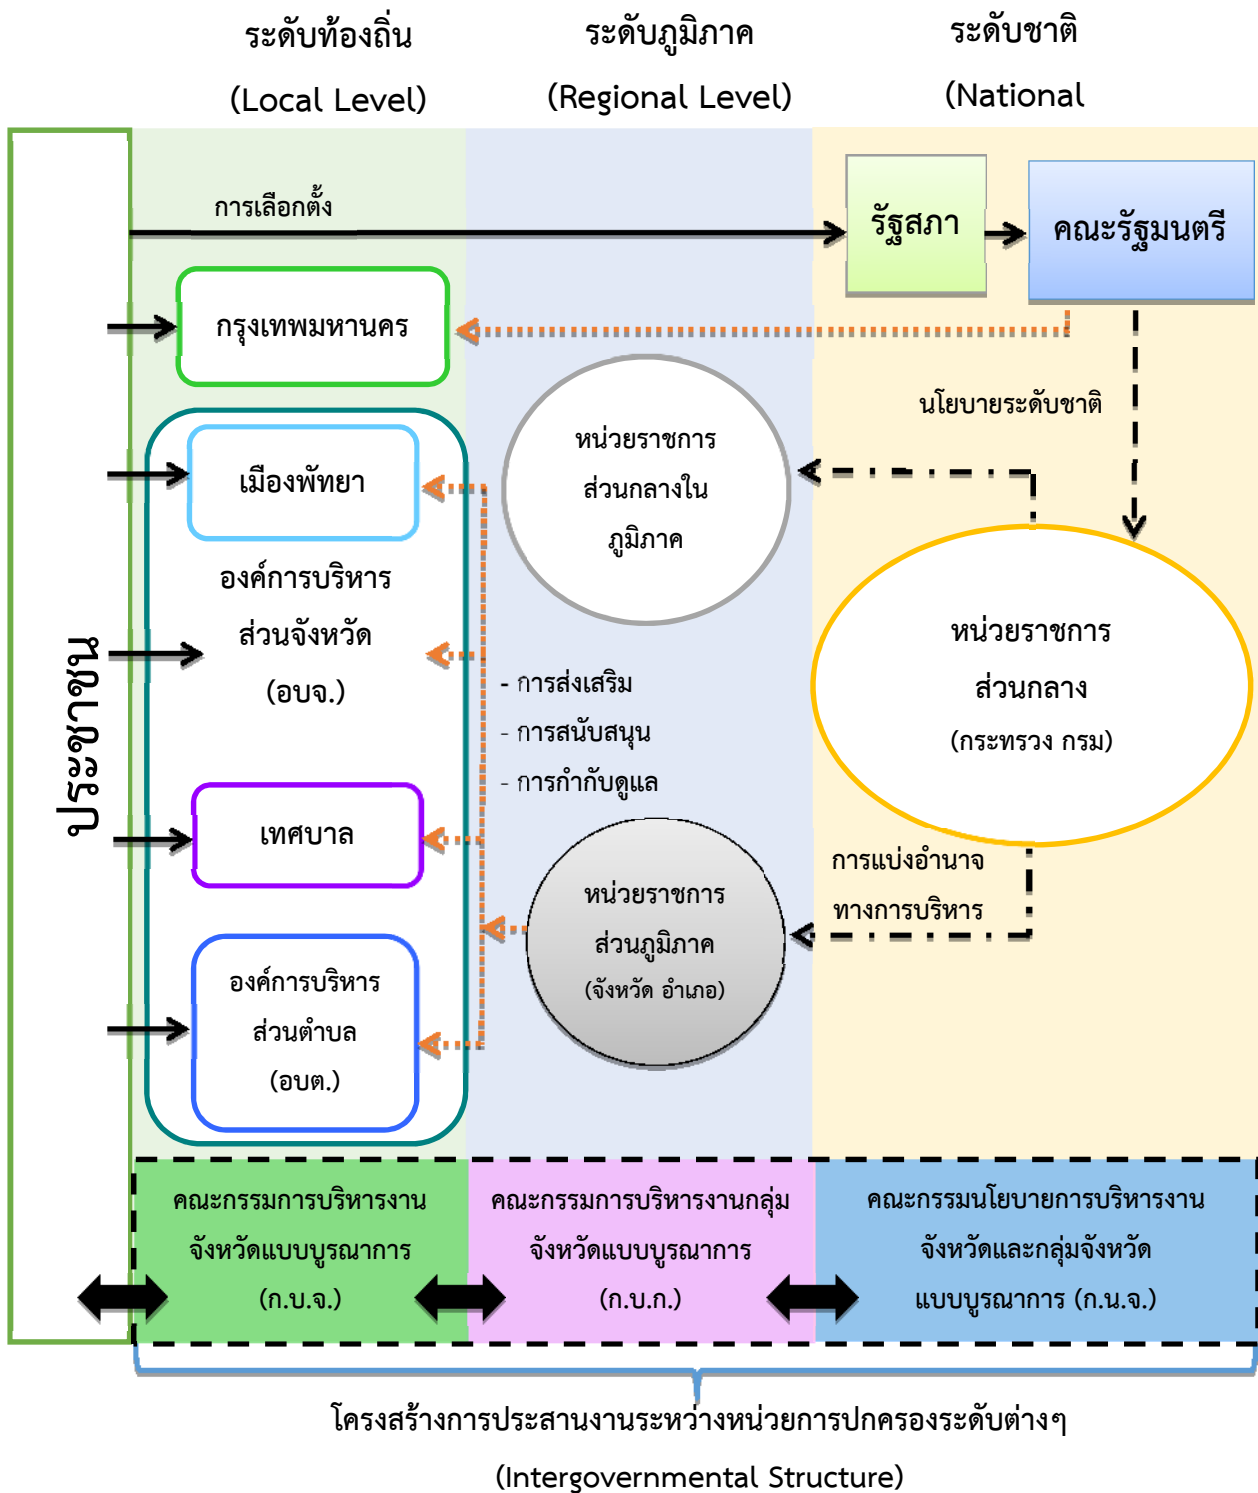 ระดับท้องถิ่น
(Local Level)
ระดับภูมิภาค
(Regional Level)
ระดับชาติ
(National
ประชาชน
การเลือกตั้ง
รัฐสภา
คณะรัฐมนตรี
กรุงเทพมหานคร
นโยบายระดับชาติ
เมืองพัทยา
องค์การบริหาร
ส่วนจังหวัด
(อบจ.)
เทศบาล
องค์การบริหาร
ส่วนตำบล
(อบต.)
หน่วยราชการ
ส่วนกลางใน
ภูมิภาค
- การส่งเสริม
- การสนับสนุน
- การกำกับดูแล
หน่วยราชการ
ส่วนภูมิภาค
(จังหวัด อำเภอ)
หน่วยราชการ
ส่วนกลาง
(กระทรวง กรม)
การแบ่งอำนาจ
ทางการบริหาร
คณะกรรมการบริหารงาน
จังหวัดแบบบูรณาการ
(ก.บ.จ.)
คณะกรรมการบริหารงานกลุ่ม
จังหวัดแบบบูรณาการ
(ก.บ.ก.)
คณะกรรมนโยบายการบริหารงาน
จังหวัดและกลุ่มจังหวัด
แบบบูรณาการ (ก.น.จ.)
โครงสร้างการประสานงานระหว่างหน่วยการปกครองระดับต่างๆ
(Intergovernmental Structure)